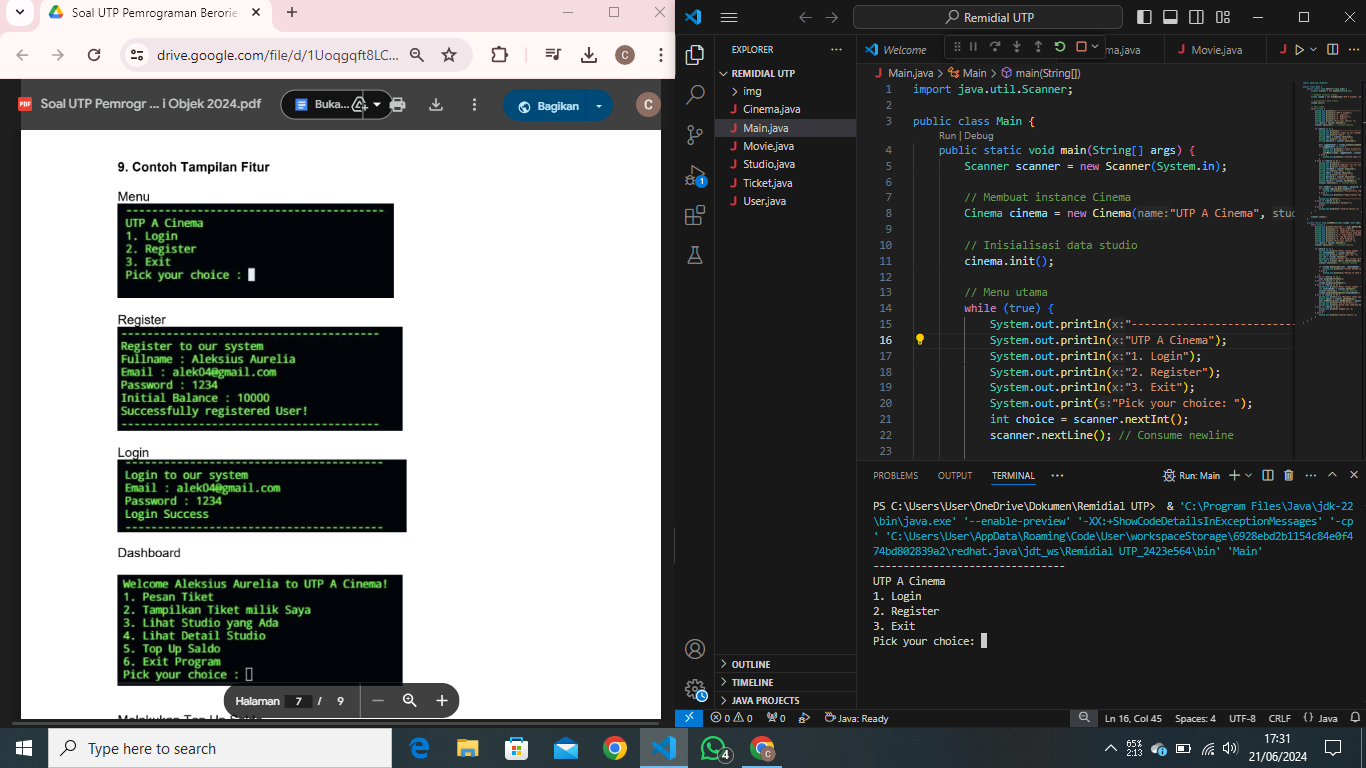 Soal UTP Pemrograman Berorie
drive.google.com/file/d/1Uoqgqft8LC...
C
PDF
Soal UTP Pemrogr ... i Objek 2024.pdf
Buka...
Bagikan
C
9. Contoh Tampilan Fitur
Menu
---------------------------------------
UTP A Cinema
1. Login
2. Register
3. Exit
Pick your choice :
Register
---------------------------------------
Register to our system
Fullname : Aleksius Aurelia
Email : alek04@gmail.com
Password : 1234
Initial Balance : 10000
Successfully registered User!
---------------------------------------
Login
---------------------------------------
Login to our system
Email : alek04@gmail.com
Password : 1234
Login Success
---------------------------------------
Dashboard
Welcome Aleksius Aurelia to UTP A Cinema!
1. Pesan Tiket
2. Tampilkan Tiket milik Saya
3. Lihat Studio yang Ada
4. Lihat Detail Studio
5. Top Up Saldo
6. Exit Program
Pick your choice :
Halaman 7 / 9
Remidial UTP
EXPLORER
REMIDIAL UTP
img
J Cinema.java
J Main.java
J Movie.java
J Studio.java
J Ticket.java
J User.java
OUTLINE
TIMELINE
JAVA PROJECTS
1
Welcome
ma.java
J Movie.java
J
J Main.java > Main > main(String[])
1 import java.util.Scanner;
2
3 public class Main {
Run | Debug
4 public static void main(String[] args) {
5 Scanner scanner = new Scanner(System.in);
6
7 // Membuat instance Cinema
8 Cinema cinema = new Cinema(name:"UTP A Cinema", stud
9
10 // Inisialisasi data studio
11 cinema.init();
12
13 // Menu utama
14 while (true) {
15 System.out.println(x:"-------------------------
16 System.out.println(x:"UTP A Cinema");
17 System.out.println(x:"1. Login");
18 System.out.println(x:"2. Register");
19 System.out.println(x:"3. Exit");
20 System.out.print(s:"Pick your choice: ");
21 int choice = scanner.nextInt();
22 scanner.nextLine(); // Consume newline
23
PROBLEMS OUTPUT TERMINAL ... Run: Main
PS C:\Users\User\OneDrive\Dokumen\Remidial UTP> & 'C:\Program Files\Java\jdk-22
\bin\java.exe' '--enable-preview' '-XX:+ShowCodeDetailsInExceptionMessages' '-cp
' 'C:\Users\User\AppData\Roaming\Code\User\workspaceStorage\6928ebd2b1154c84e0f4
74bd802839a2\redhat.java\jdt_ws\Remidial UTP_2423e564\bin' 'Main'
--------------------------------
UTP A Cinema
1. Login
2. Register
3. Exit
Pick your choice:
0 0 0 Java: Ready Ln 16, Col 45 Spaces: 4 UTF-8 CRLF {} Java
Type here to search
4
C
65%
2:13
17:31
21/06/2024